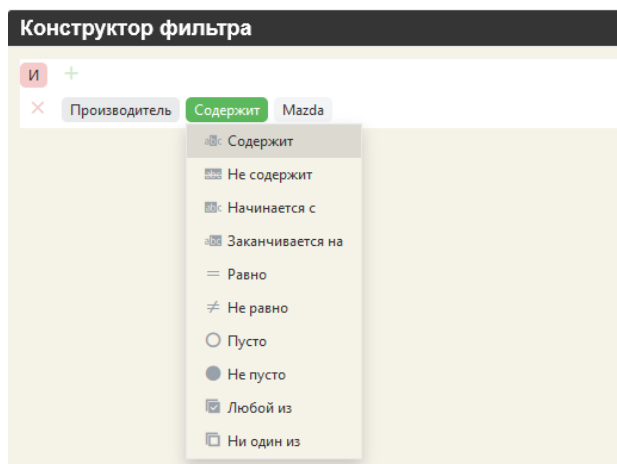 Конструктор фильтра
И +
× Производитель Содержит Mazda
Содержит
Не содержит
Начинается с
Заканчивается на
Равно
Не равно
Пусто
Не пусто
Любой из
Ни один из